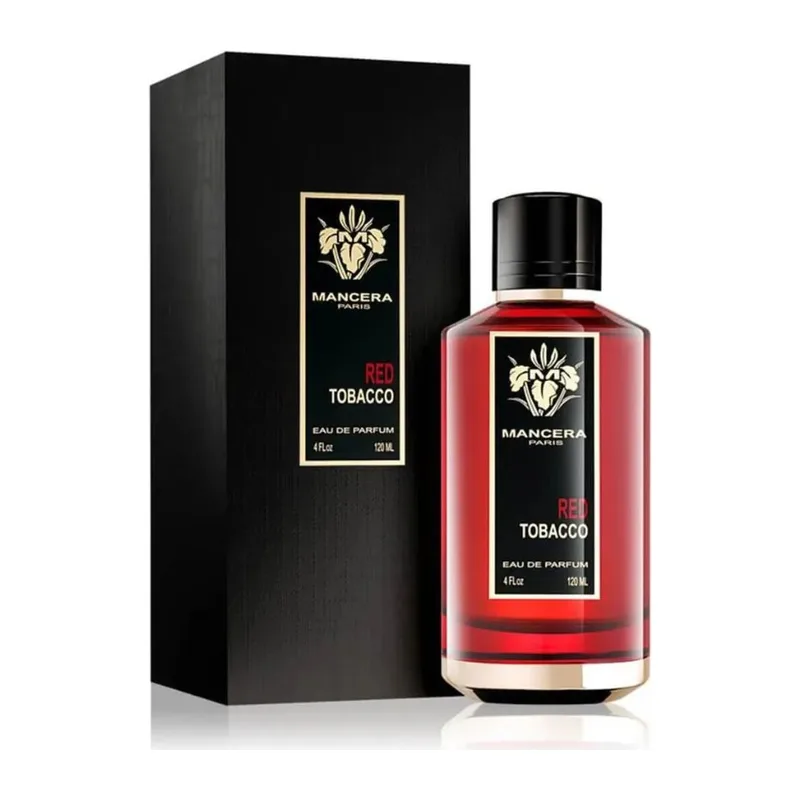 MANCERA
PARIS
RED
TOBACCO
EAU DE PARFUM
4 FLoz 120 ML
MANCERA
PARIS
RED
TOBACCO
EAU DE PARFUM
4 FLoz 120 ML